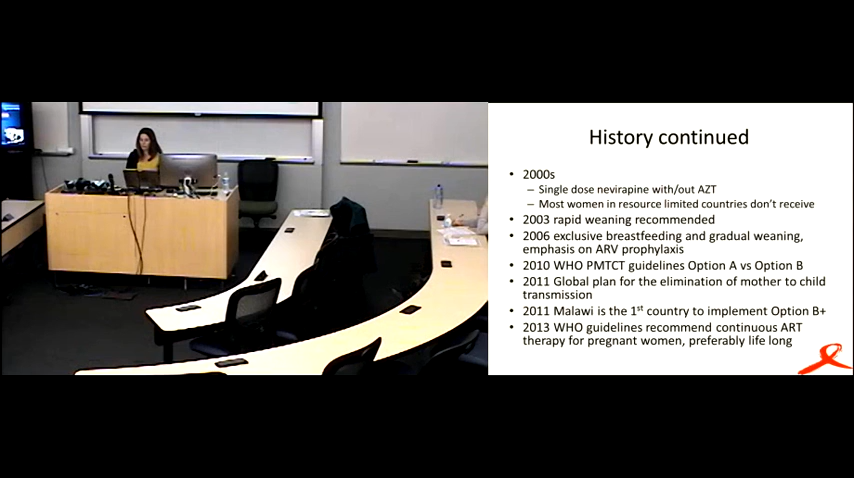 History continued
• 2000s
– Single dose nevirapine with/out AZT
– Most women in resource limited countries don't receive
• 2003 rapid weaning recommended
• 2006 exclusive breastfeeding and gradual weaning,
emphasis on ARV prophylaxis
• 2010 WHO PMTCT guidelines Option A vs Option B
• 2011 Global plan for the elimination of mother to child
transmission
• 2011 Malawi is the 1st country to implement Option B+
• 2013 WHO guidelines recommend continuous ART
therapy for pregnant women, preferably life long